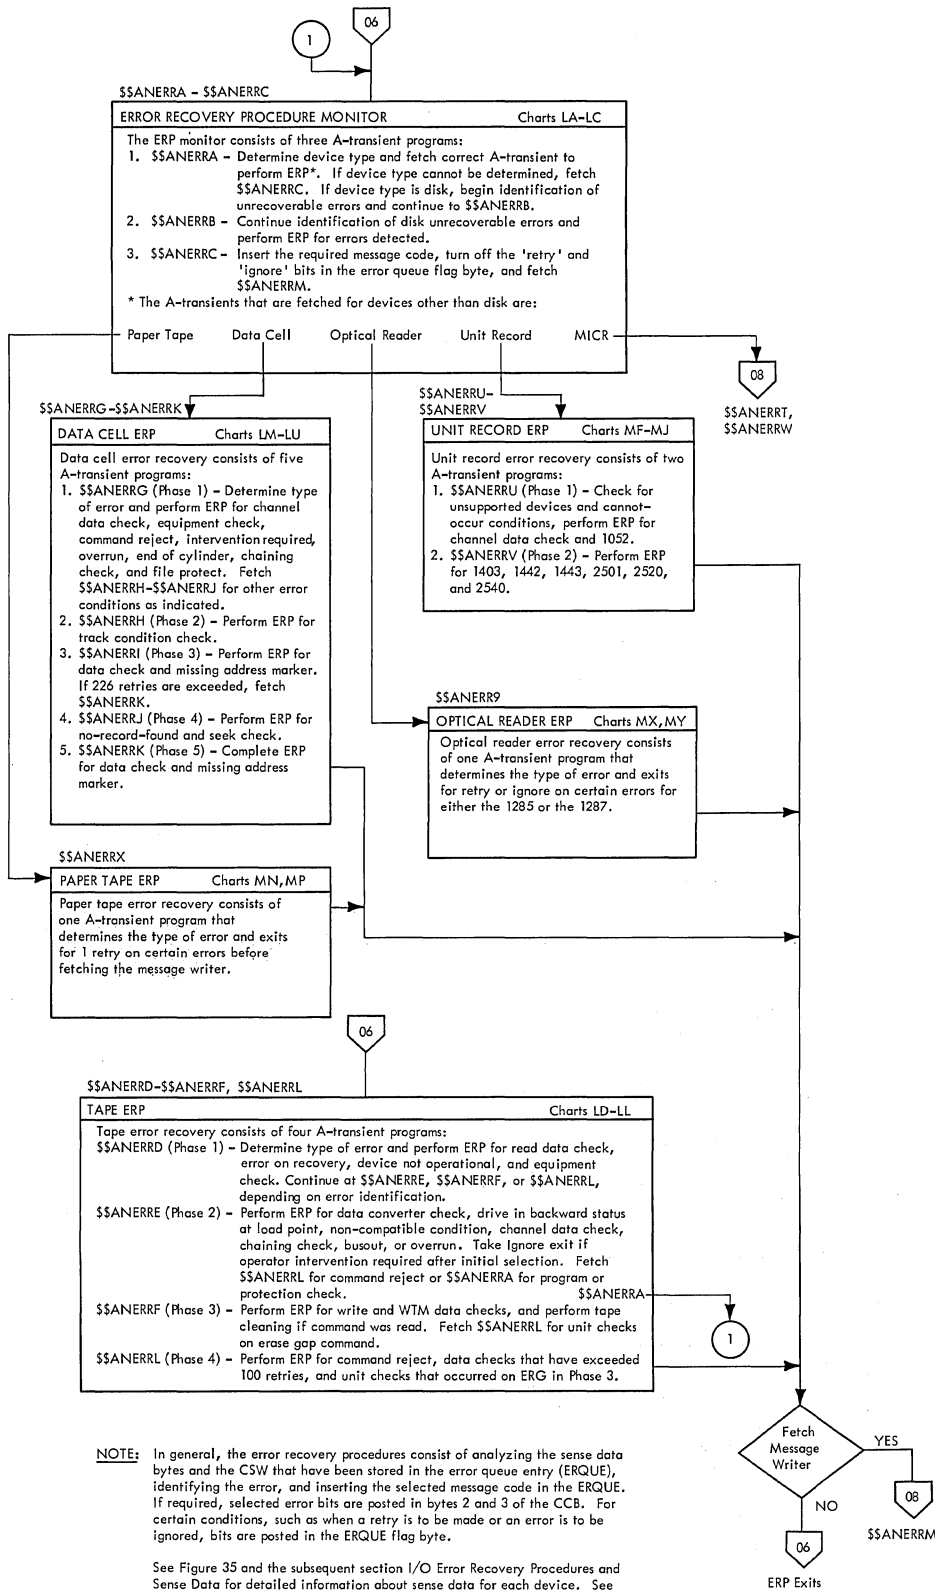 06
1
$$ANERRA - $$ANERRC
ERROR RECOVERY PROCEDURE MONITOR Charts LA-LC
The ERP monitor consists of three A-transient programs:
1. $$ANERRA - Determine device type and fetch correct A-transient to
perform ERP*. If device type cannot be determined, fetch
$$ANERRC. If device type is disk, begin identification of
unrecoverable errors and continue to $$ANERRB.
2. $$ANERRB - Continue identification of disk unrecoverable errors and
perform ERP for errors detected.
3. $$ANERRC - Insert the required message code, turn off the 'retry' and
'ignore' bits in the error queue flag byte, and fetch
$$ANERRM.
* The A-transients that are fetched for devices other than disk are:
Paper Tape Data Cell Optical Reader Unit Record MICR
08
$$ANERRT,
$$ANERRW
$$ANERRG-$$ANERRK
DATA CELL ERP Charts LM-LU
Data cell error recovery consists of five
A-transient programs:
1. $$ANERRG (Phase 1) - Determine type
of error and perform ERP for channel
data check, equipment check,
command reject, intervention required,
overrun, end of cylinder, chaining
check, and file protect. Fetch
$$ANERRH-$$ANERRJ for other error
conditions as indicated.
2. $$ANERRH (Phase 2) - Perform ERP for
track condition check.
3. $$ANERRI (Phase 3) - Perform ERP for
data check and missing address marker.
If 226 retries are exceeded, fetch
$$ANERRK.
4. $$ANERRJ (Phase 4) - Perform ERP for
no-record-found and seek check.
5. $$ANERRK (Phase 5) - Complete ERP
for data check and missing address
marker.
$$ANERRU-
$$ANERRV
UNIT RECORD ERP Charts MF-MJ
Unit record error recovery consists of two
A-transient programs:
1. $$ANERRU (Phase 1) - Check for
unsupported devices and cannot-
occur conditions, perform ERP for
channel data check and 1052.
2. $$ANERRV (Phase 2) - Perform ERP
for 1403, 1442, 1443, 2501, 2520,
and 2540.
$$ANERR9
OPTICAL READER ERP Charts MX,MY
Optical reader error recovery consists
of one A-transient program that
determines the type of error and exits
for retry or ignore on certain errors for
either the 1285 or the 1287.
$$ANERRX
PAPER TAPE ERP Charts MN,MP
Paper tape error recovery consists of
one A-transient program that
determines the type of error and exits
for 1 retry on certain errors before
fetching the message writer.
06
$$ANERRD-$$ANERRF, $$ANERRL
TAPE ERP Charts LD-LL
Tape error recovery consists of four A-transient programs:
$$ANERRD (Phase 1) - Determine type of error and perform ERP for read data check,
error on recovery, device not operational, and equipment
check. Continue at $$ANERRE, $$ANERRF, or $$ANERRL,
depending on error identification.
$$ANERRE (Phase 2) - Perform ERP for data converter check, drive in backward status
at load point, non-compatible condition, channel data check,
chaining check, busout, or overrun. Take Ignore exit if
operator intervention required after initial selection. Fetch
$$ANERRL for command reject or $$ANERRA for program or
protection check. $$ANERRA
$$ANERRF (Phase 3) - Perform ERP for write and WTM data checks, and perform tape
cleaning if command was read. Fetch $$ANERRL for unit checks
on erase gap command.
$$ANERRL (Phase 4) - Perform ERP for command reject, data checks that have exceeded
100 retries, and unit checks that occurred on ERG in Phase 3.
1
Fetch
Message
Writer
YES
NO
08
$$ANERRM
06
ERP Exits
NOTE: In general, the error recovery procedures consist of analyzing the sense data
bytes and the CSW that have been stored in the error queue entry (ERQUE),
identifying the error, and inserting the selected message code in the ERQUE.
If required, selected error bits are posted in bytes 2 and 3 of the CCB. For
certain conditions, such as when a retry is to be made or an error is to be
ignored, bits are posted in the ERQUE flag byte.
See Figure 35 and the subsequent section I/O Error Recovery Procedures and
Sense Data for detailed information about sense data for each device. See